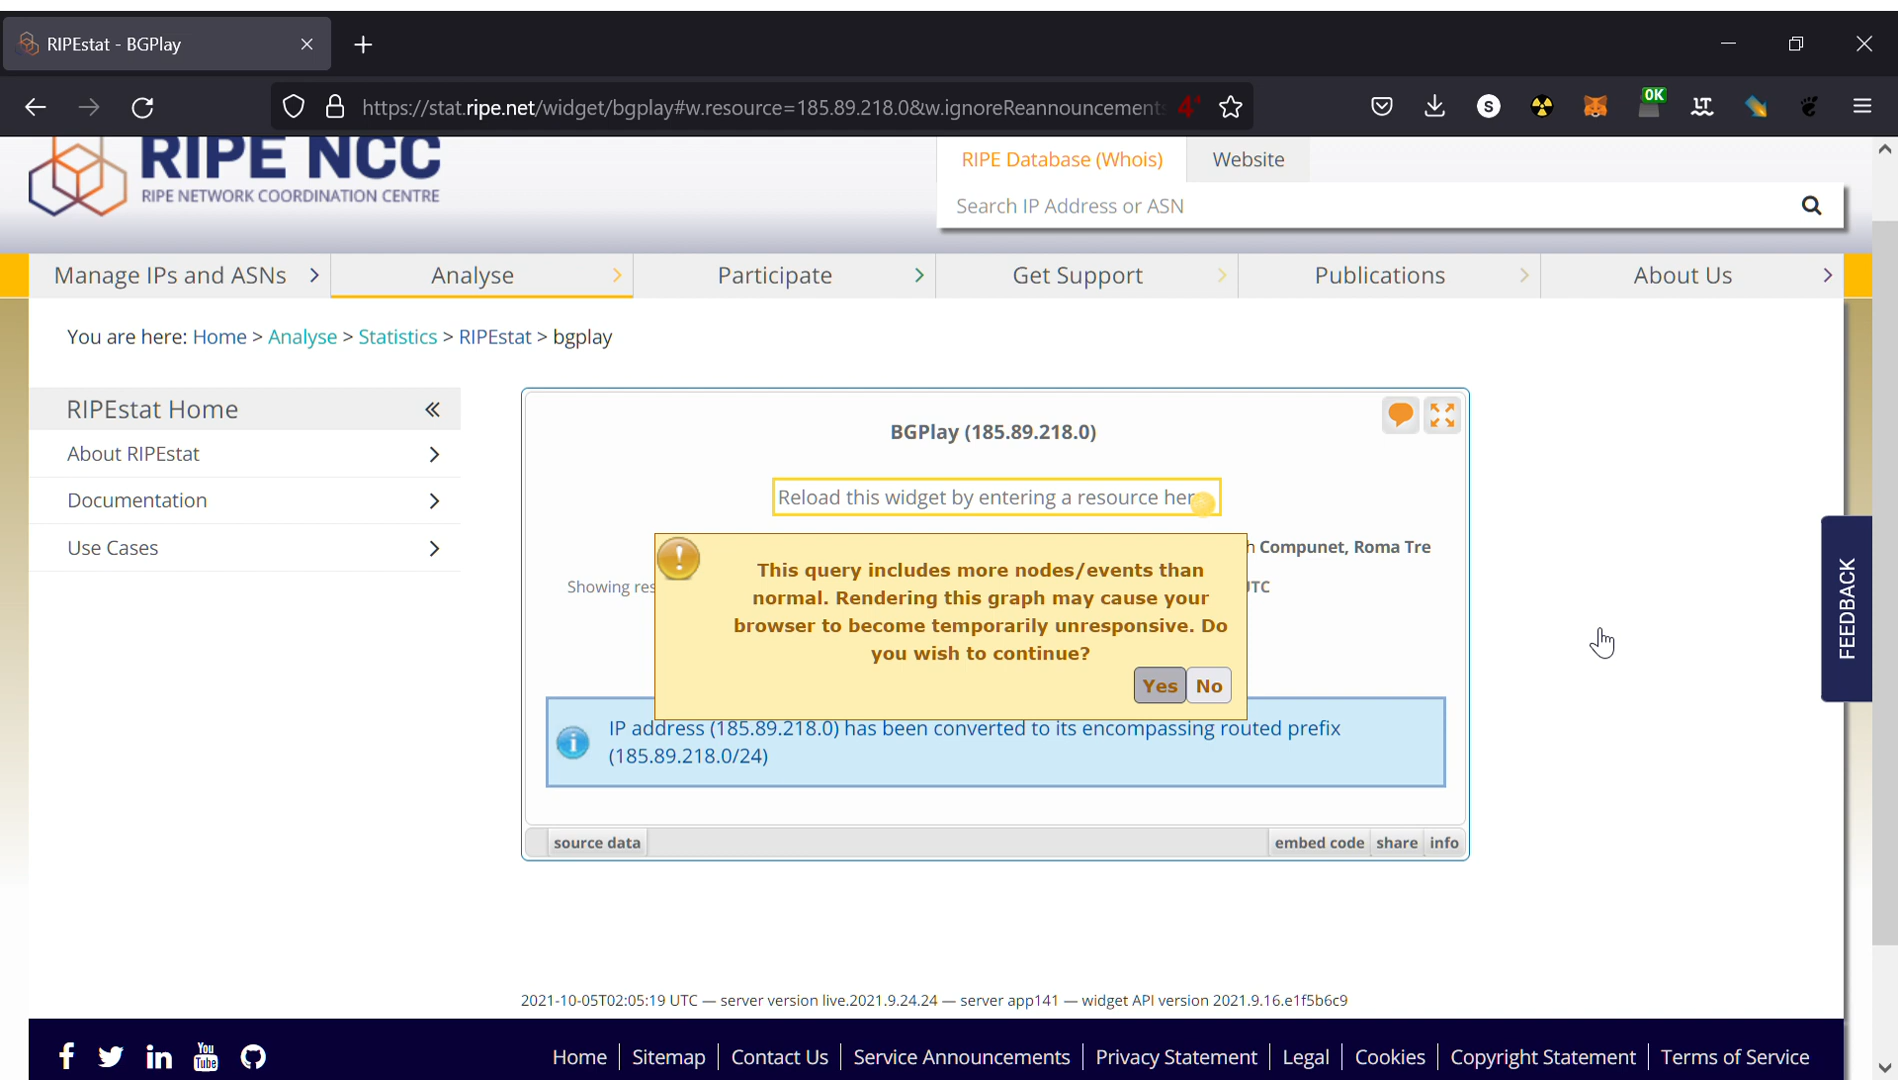 RIPEstat - BGPlay
https://stat.ripe.net/widget/bgplay#w.resource=185.89.218.0&w.ignoreReannouncements
S
OK
RIPE NCC
RIPE NETWORK COORDINATION CENTRE
RIPE Database (Whois)
Website
Search IP Address or ASN
Manage IPs and ASNs
Analyse
Participate
Get Support
Publications
About Us
You are here: Home > Analyse > Statistics > RIPEstat > bgplay
RIPEstat Home
About RIPEstat
Documentation
Use Cases
BGPlay (185.89.218.0)
Reload this widget by entering a resource her
h Compunet, Roma Tre
Showing res
UTC
This query includes more nodes/events than
normal. Rendering this graph may cause your
browser to become temporarily unresponsive. Do
you wish to continue?
Yes
No
IP address (185.89.218.0) has been converted to its encompassing routed prefix
(185.89.218.0/24)
source data
embed code
share
info
FEEDBACK
2021-10-05T02:05:19 UTC — server version live.2021.9.24.24 — server app141 — widget API version 2021.9.16.e1f5b6c9
You
Tube
Home
Sitemap
Contact Us
Service Announcements
Privacy Statement
Legal
Cookies
Copyright Statement
Terms of Service